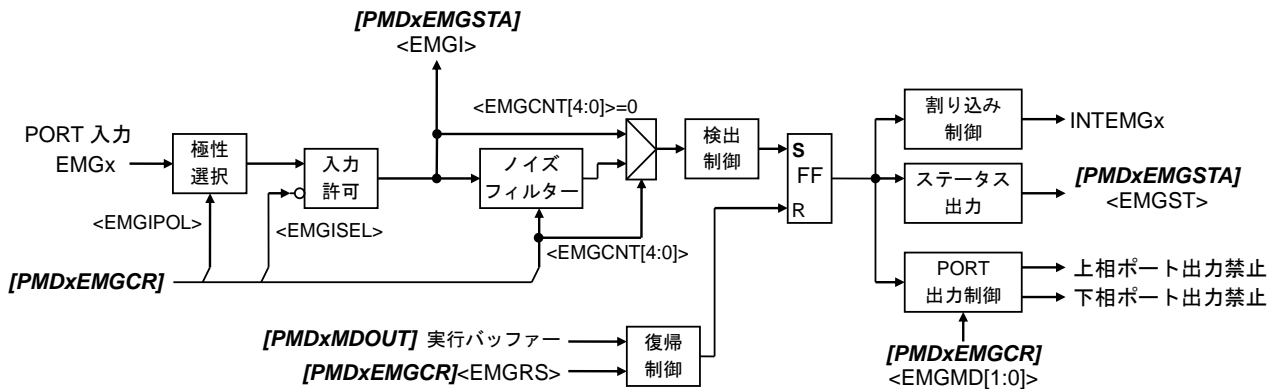 [PMDxEMGSTA]
<EMGI>
<EMGCNT[4:0]>=0
PORT 入力
EMGx
極性
選択
入力
許可
ノイズ
フィルター
検出
制御
S
FF
R
割り込み
制御
INTEMGx
ステータス
出力
[PMDxEMGSTA]
<EMGST>
<EMGIPOL>
<EMGISEL>
<EMGCNT[4:0]>
[PMDxEMGCR]
PORT
出力制御
上相ポート出力禁止
下相ポート出力禁止
[PMDxMDOUT] 実行バッファー
[PMDxEMGCR]<EMGRS>
復帰
制御
[PMDxEMGCR]
<EMGMD[1:0]>